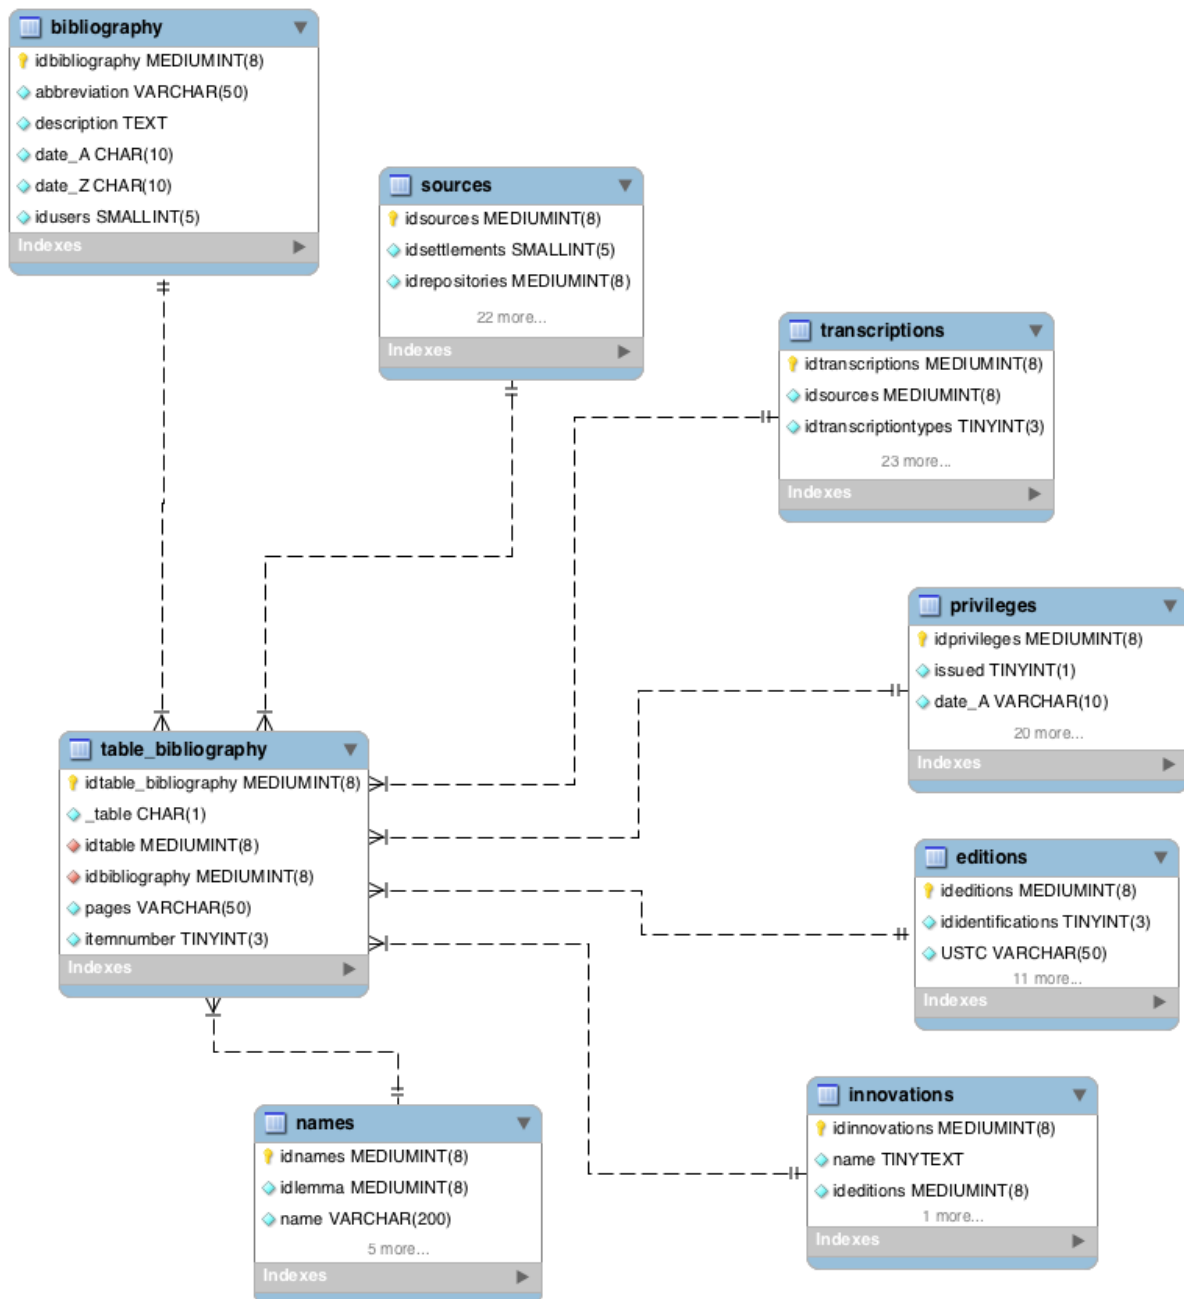 bibliography
idbibliography MEDIUMINT(8)
abbreviation VARCHAR(50)
description TEXT
date_A CHAR(10)
date_Z CHAR(10)
idusers SMALLINT(5)
Indexes
sources
idsources MEDIUMINT(8)
idsettlements SMALLINT(5)
idrepositories MEDIUMINT(8)
22 more...
Indexes
transcriptions
idtranscriptions MEDIUMINT(8)
idsources MEDIUMINT(8)
idtranscriptiontypes TINYINT(3)
23 more...
Indexes
privileges
idprivileges MEDIUMINT(8)
issued TINYINT(1)
date_A VARCHAR(10)
20 more...
Indexes
table_bibliography
idtable_bibliography MEDIUMINT(8)
_table CHAR(1)
idtable MEDIUMINT(8)
idbibliography MEDIUMINT(8)
pages VARCHAR(50)
itemnumber TINYINT(3)
Indexes
editions
ideditions MEDIUMINT(8)
ididentifications TINYINT(3)
USTC VARCHAR(50)
11 more...
Indexes
names
idnames MEDIUMINT(8)
idlemma MEDIUMINT(8)
name VARCHAR(200)
5 more...
Indexes
innovations
idinnovations MEDIUMINT(8)
name TINYTEXT
ideditions MEDIUMINT(8)
1 more...
Indexes